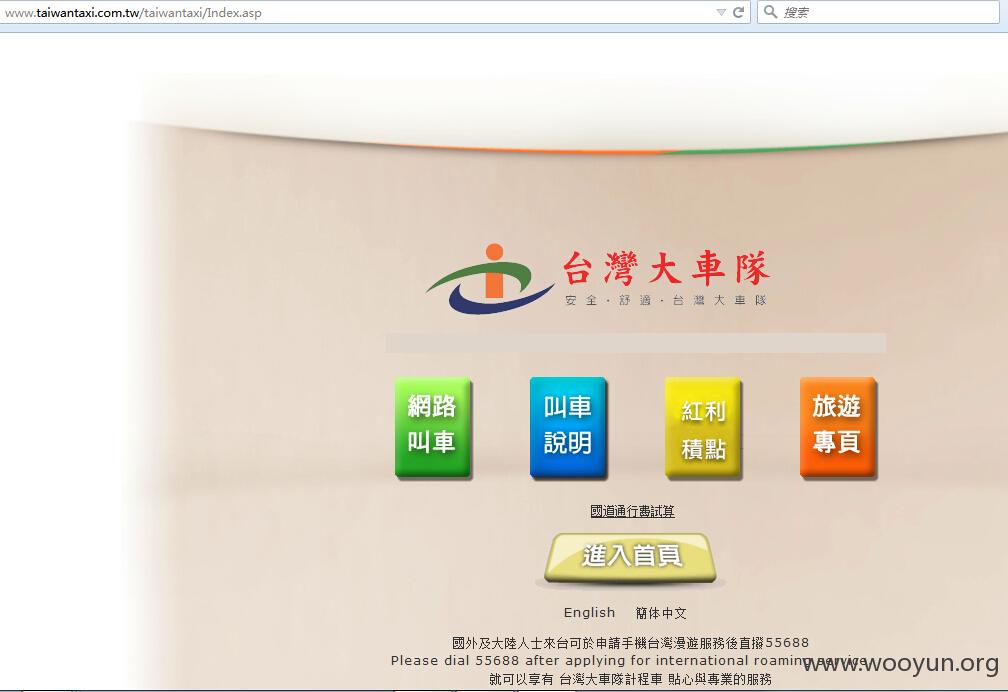 www.taiwantaxi.com.tw/taiwantaxi/Index.asp
搜索
台灣大車隊
安全·舒適·台灣大車隊
網路叫車
叫車說明
紅利積點
旅遊專頁
國道通行費試算
進入首頁
English 簡体中文
國外及大陸人士來台可於申請手機台灣漫遊服務後直撥55688
Please dial 55688 after applying for international roaming service
www.wooyun.org
就可以享有 台灣大車隊計程車 貼心與專業的服務